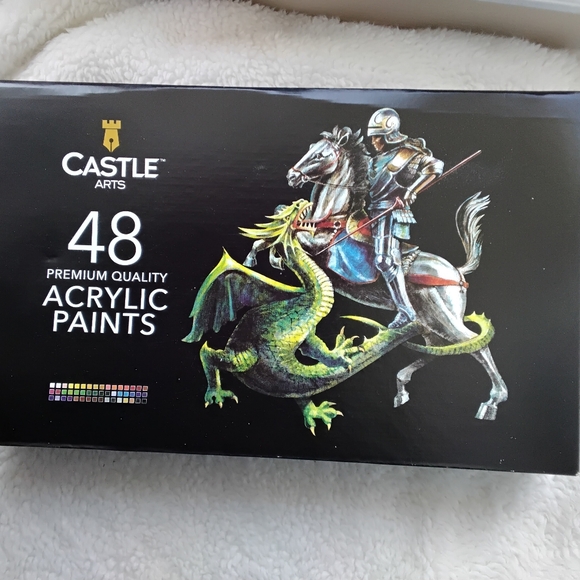 CASTLE™
ARTS
48
PREMIUM QUALITY
ACRYLIC
PAINTS